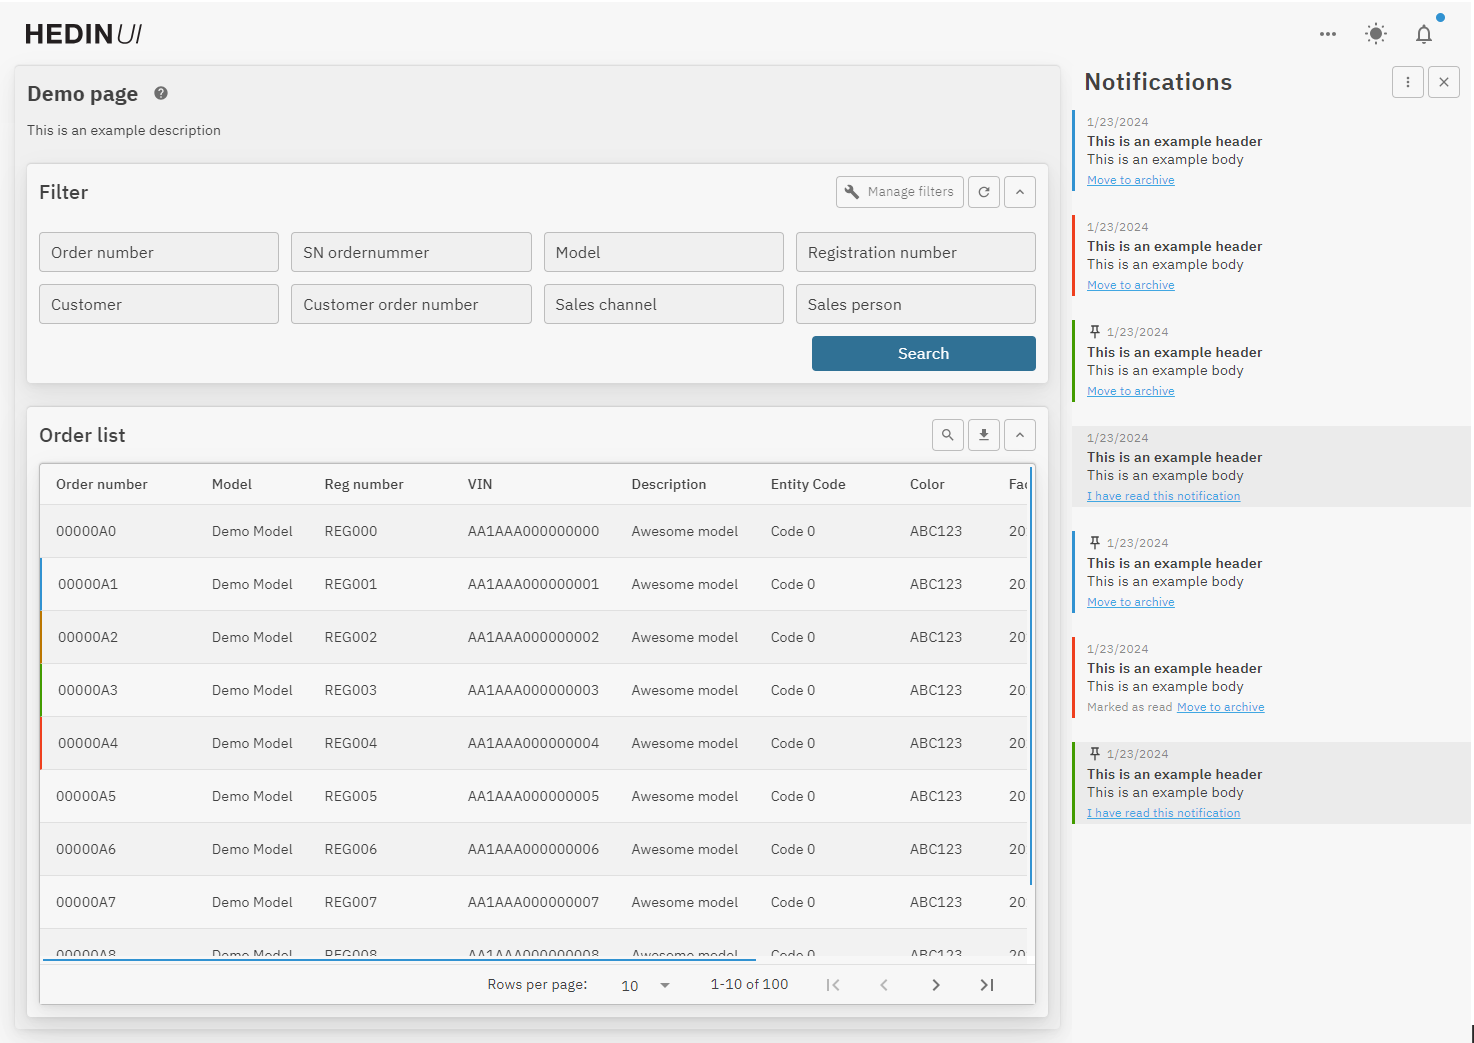 HEDIN UI
Demo page
This is an example description
Filter
Manage filters
Order number
SN ordernummer
Model
Registration number
Customer
Customer order number
Sales channel
Sales person
Search
Order list
Order number Model Reg number VIN Description Entity Code Color Fac
00000A0 Demo Model REG000 AA1AAA000000000 Awesome model Code 0 ABC123 20
00000A1 Demo Model REG001 AA1AAA000000001 Awesome model Code 0 ABC123 20
00000A2 Demo Model REG002 AA1AAA000000002 Awesome model Code 0 ABC123 20
00000A3 Demo Model REG003 AA1AAA000000003 Awesome model Code 0 ABC123 20
00000A4 Demo Model REG004 AA1AAA000000004 Awesome model Code 0 ABC123 20
00000A5 Demo Model REG005 AA1AAA000000005 Awesome model Code 0 ABC123 20
00000A6 Demo Model REG006 AA1AAA000000006 Awesome model Code 0 ABC123 20
00000A7 Demo Model REG007 AA1AAA000000007 Awesome model Code 0 ABC123 20
00000A8 Demo Model REG008 AA1AAA000000008 Awesome model Code 0 ABC123 20
Rows per page: 10 1-10 of 100
Notifications
1/23/2024
This is an example header
This is an example body
Move to archive
1/23/2024
This is an example header
This is an example body
Move to archive
1/23/2024
This is an example header
This is an example body
Move to archive
1/23/2024
This is an example header
This is an example body
I have read this notification
1/23/2024
This is an example header
This is an example body
Move to archive
1/23/2024
This is an example header
This is an example body
Marked as read Move to archive
1/23/2024
This is an example header
This is an example body
I have read this notification